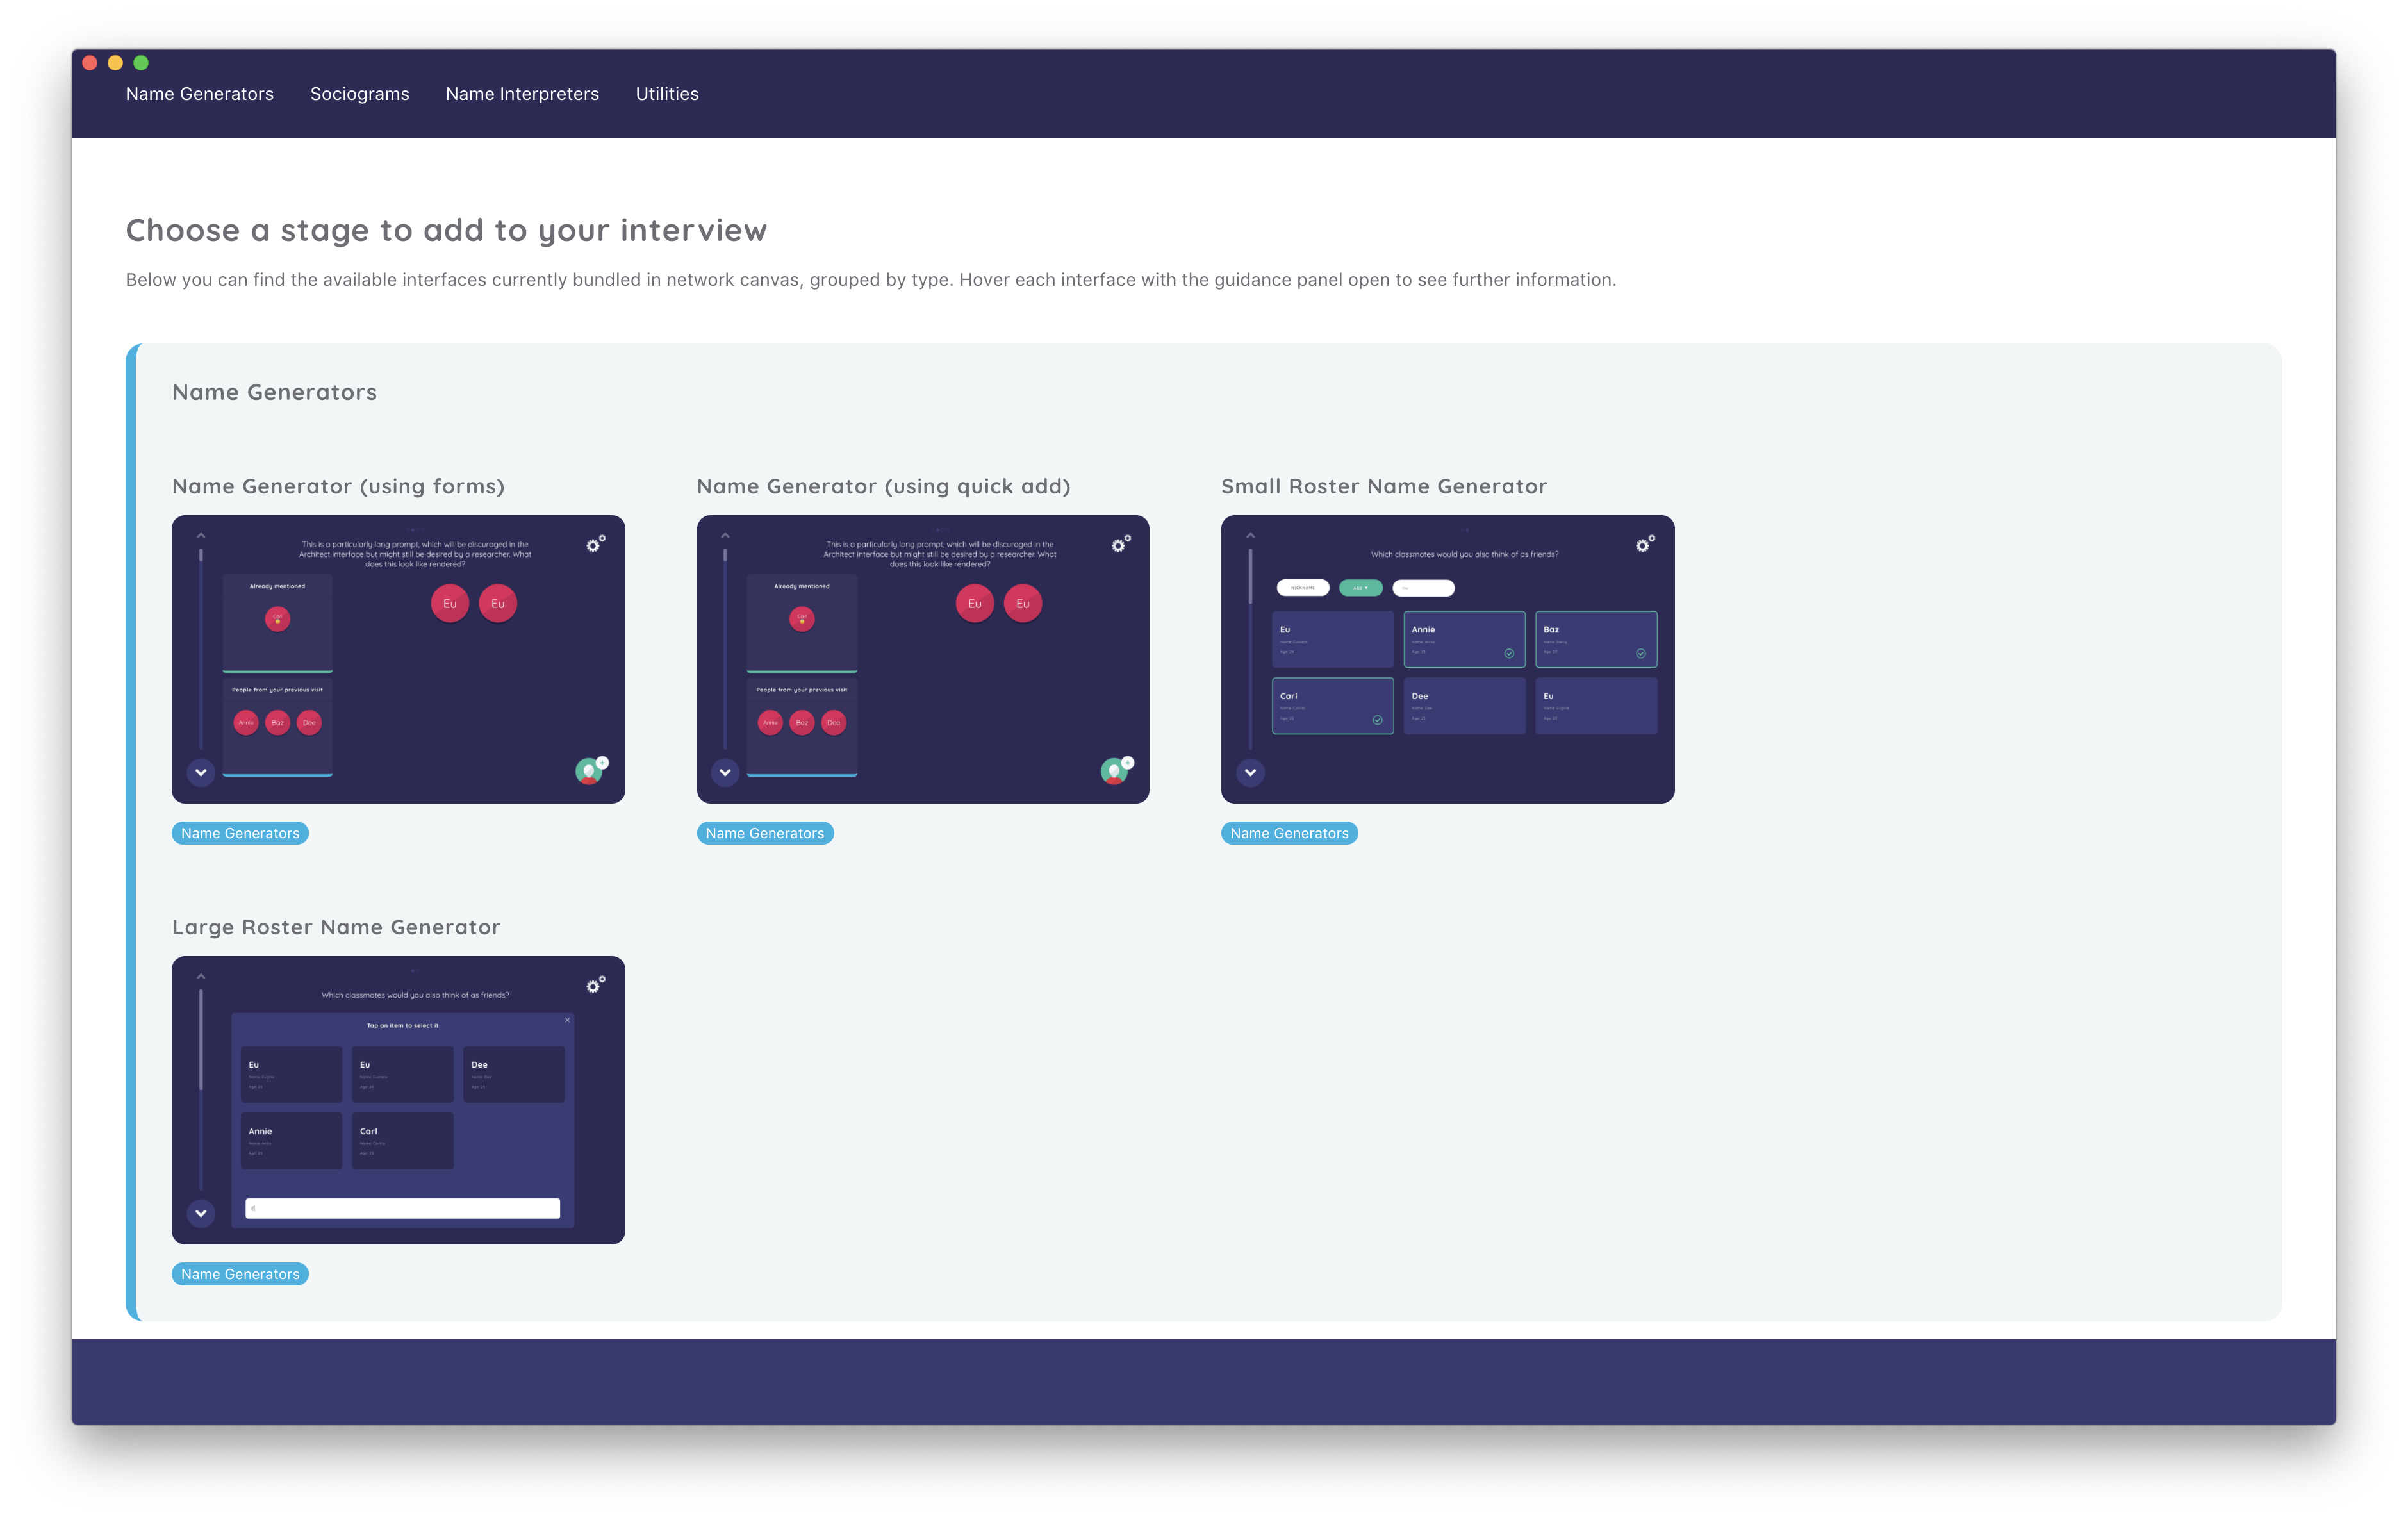 Name Generators
Sociograms
Name Interpreters
Utilities
Choose a stage to add to your interview
Below you can find the available interfaces currently bundled in network canvas, grouped by type. Hover each interface with the guidance panel open to see further information.
Name Generators
Name Generator (using forms)
This is a particularly long prompt, which will be discuraged in the
Architect interface but might still be desired by a researcher. What
does this look like rendered?
Already mentioned
Carl
Eu
Eu
People from your previous visit
Annie
Baz
Dee
Name Generators
Name Generator (using quick add)
This is a particularly long prompt, which will be discuraged in the
Architect interface but might still be desired by a researcher. What
does this look like rendered?
Already mentioned
Carl
Eu
Eu
People from your previous visit
Annie
Baz
Dee
Name Generators
Small Roster Name Generator
Which classmates would you also think of as friends?
NICKNAME
AGE
Eu
Annie
Baz
Carl
Dee
Eu
Name Generators
Large Roster Name Generator
Which classmates would you also think of as friends?
Tap an item to select it
Eu
Eu
Dee
Annie
Carl
Name Generators